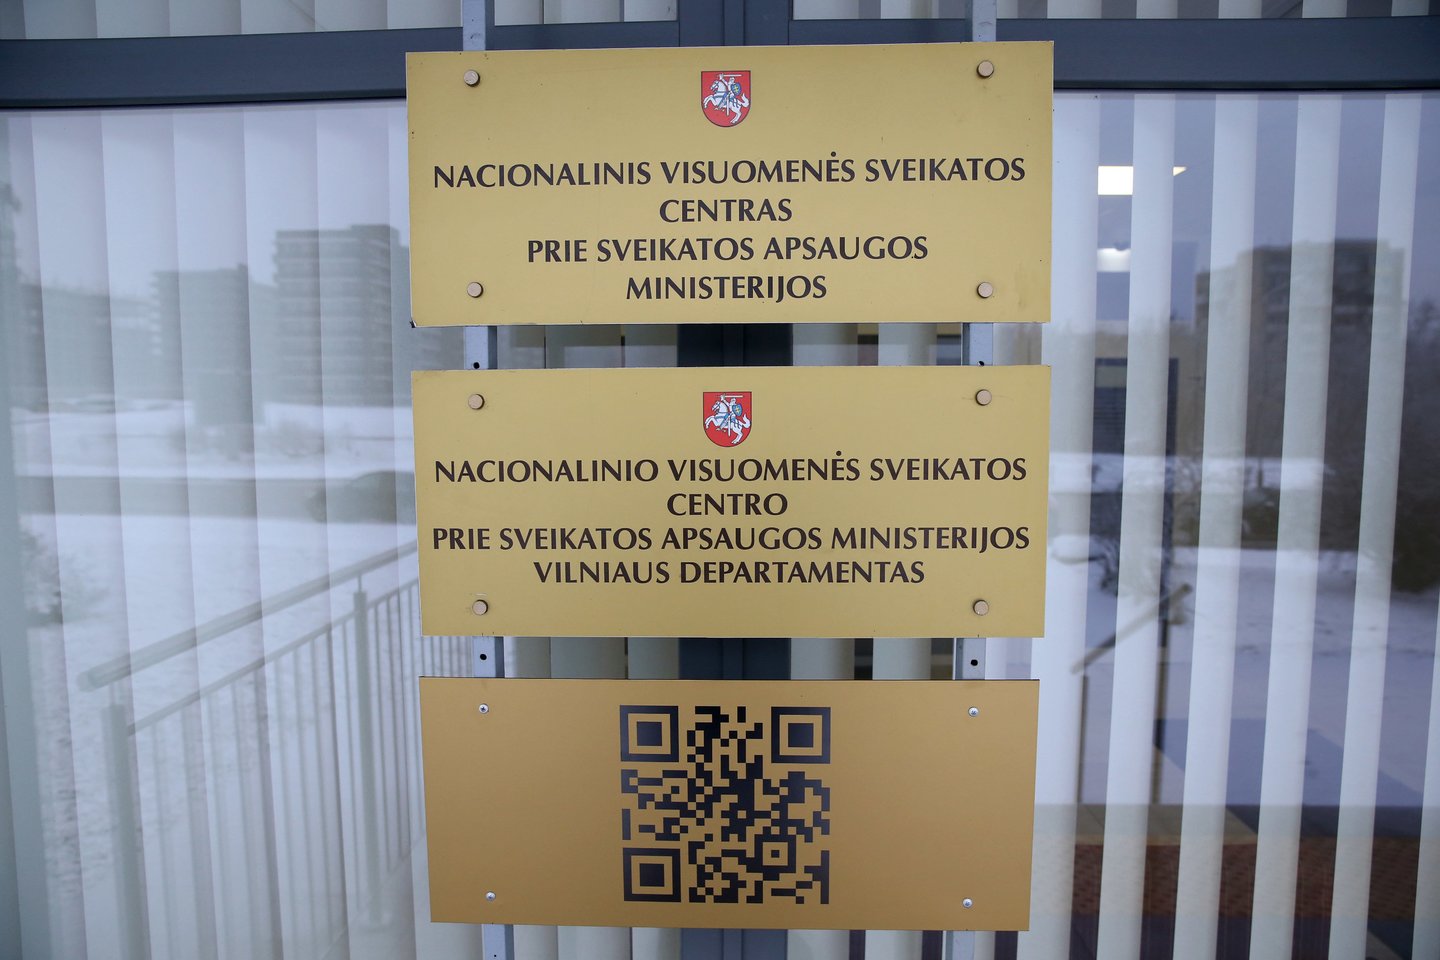 NACIONALINIS VISUOMENĖS SVEIKATOS
CENTRAS
PRIE SVEIKATOS APSAUGOS
MINISTERIJOS
NACIONALINIO VISUOMENĖS SVEIKATOS
CENTRO
PRIE SVEIKATOS APSAUGOS MINISTERIJOS
VILNIAUS DEPARTAMENTAS